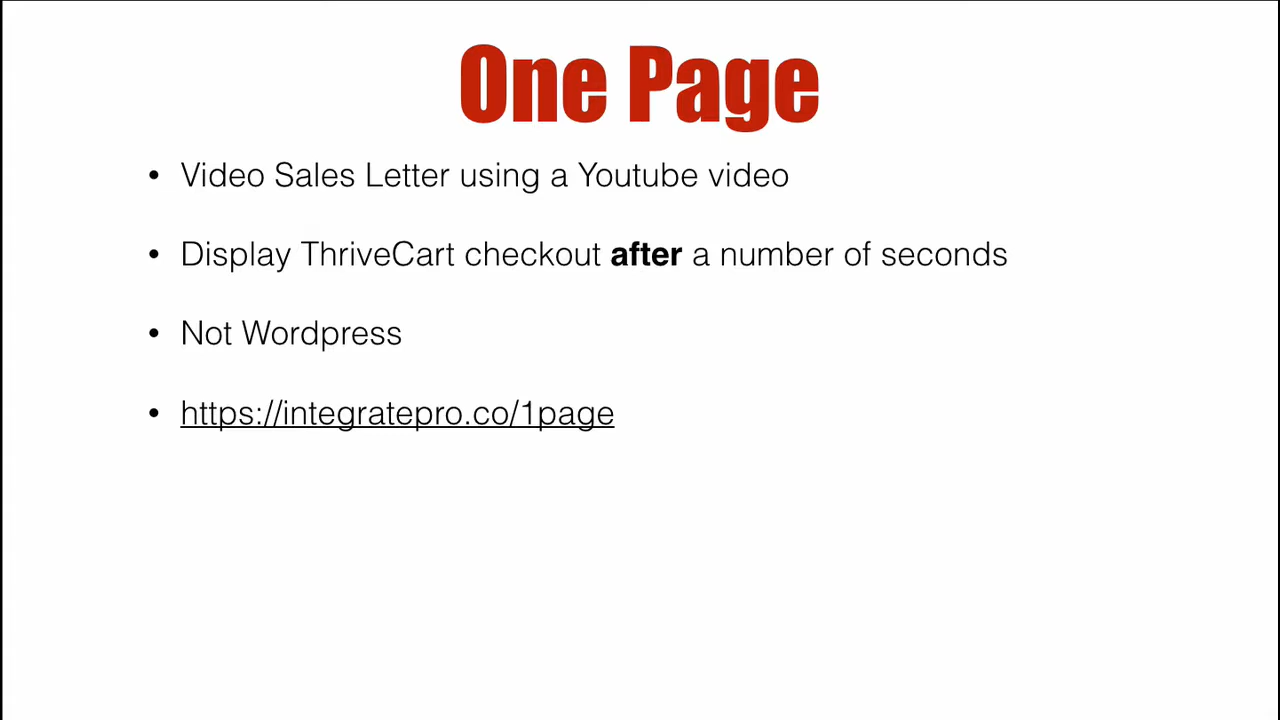 One Page
• Video Sales Letter using a Youtube video
• Display ThriveCart checkout after a number of seconds
• Not Wordpress
• https://integratepro.co/1page